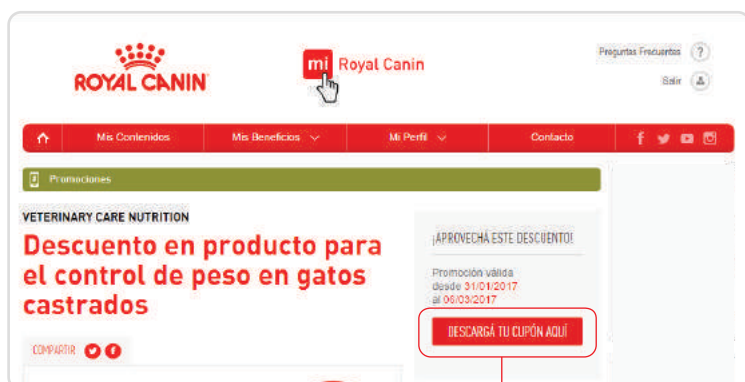 ROYAL CANIN
mi Royal Canin
Preguntas Frecuentes ?
Salir
Mis Contenidos Mis Beneficios Mi Perfil Contacto
Promociones
VETERINARY CARE NUTRITION
Descuento en producto para
el control de peso en gatos
castrados
COMPARTIR
¡APROVECHÁ ESTE DESCUENTO!
Promoción válida
desde 31/01/2017
al 06/03/2017
DESCARGÁ TU CUPÓN AQUÍ